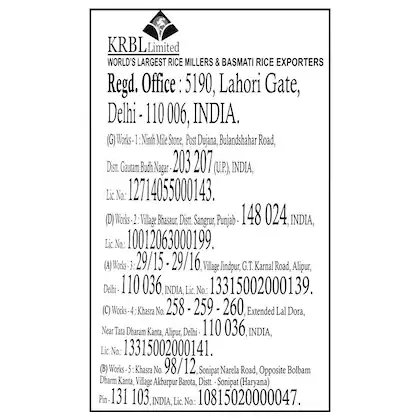 KRBL Limited
WORLD'S LARGEST RICE MILLERS & BASMATI RICE EXPORTERS
Regd. Office : 5190, Lahori Gate,
Delhi - 110 006, INDIA.
(G) Works - 1 : Ninth Mile Stone, Post Dujana, Bulandshahar Road,
Distt. Gautam Budh Nagar - 203 207 (U.P.), INDIA,
Lic. No.: 12714055000143.
(D) Works - 2 : Village Bhasaur, Distt. Sangrur, Punjab - 148 024, INDIA,
Lic. No.: 10012063000199.
(A) Works - 3 : 29/15 - 29/16, Village Jindpur, G.T. Karnal Road, Alipur,
Delhi - 110 036, INDIA, Lic. No.: 13315002000139.
(C) Works - 4 : Khasra No. 258 - 259 - 260, Extended Lal Dora,
Near Tata Dharam Kanta, Alipur, Delhi - 110 036, INDIA,
Lic. No.: 13315002000141.
(B) Works - 5 : Khasra No. 98/12, Sonipat Narela Road, Opposite Bolbam
Dharm Kanta, Village Akbarpur Barota, Distt. - Sonipat (Haryana)
Pin - 131 103, INDIA, Lic. No.: 10815020000047.